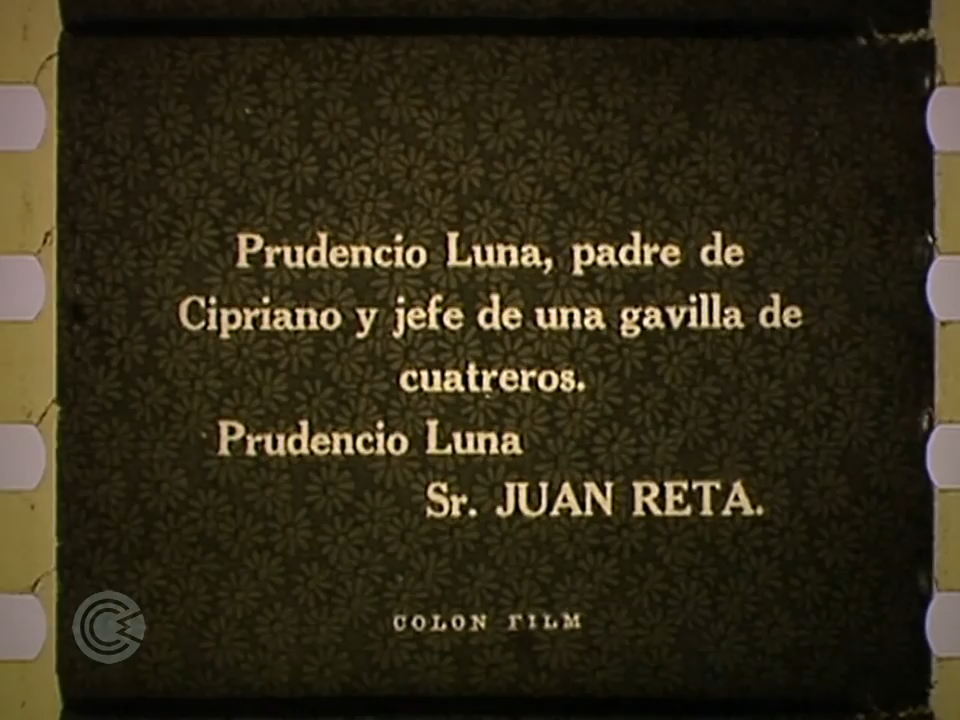 Prudencio Luna, padre de
Cipriano y jefe de una gavilla de
cuatreros.
Prudencio Luna
Sr. JUAN RETA.
COLON FILM